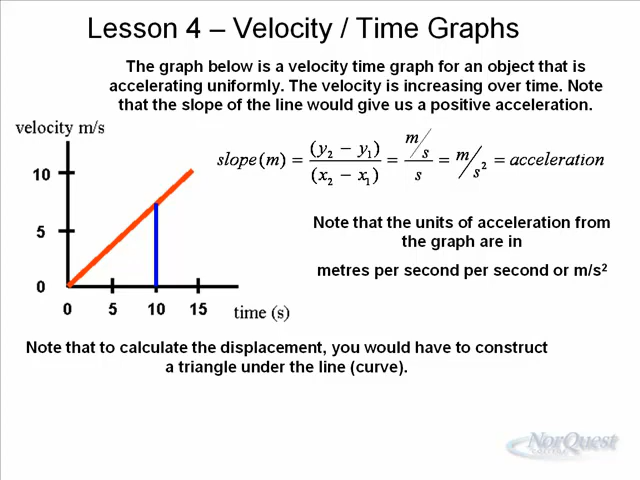 Lesson 4 – Velocity / Time Graphs
The graph below is a velocity time graph for an object that is
accelerating uniformly. The velocity is increasing over time. Note
that the slope of the line would give us a positive acceleration.
velocity m/s
slope(m) = (y₂ − y₁)/(x₂ − x₁) = m/s/s = m/s² = acceleration
10
5
0
0 5 10 15 time (s)
Note that the units of acceleration from
the graph are in
metres per second per second or m/s²
Note that to calculate the displacement, you would have to construct
a triangle under the line (curve).
NorQuest
COLLEGE